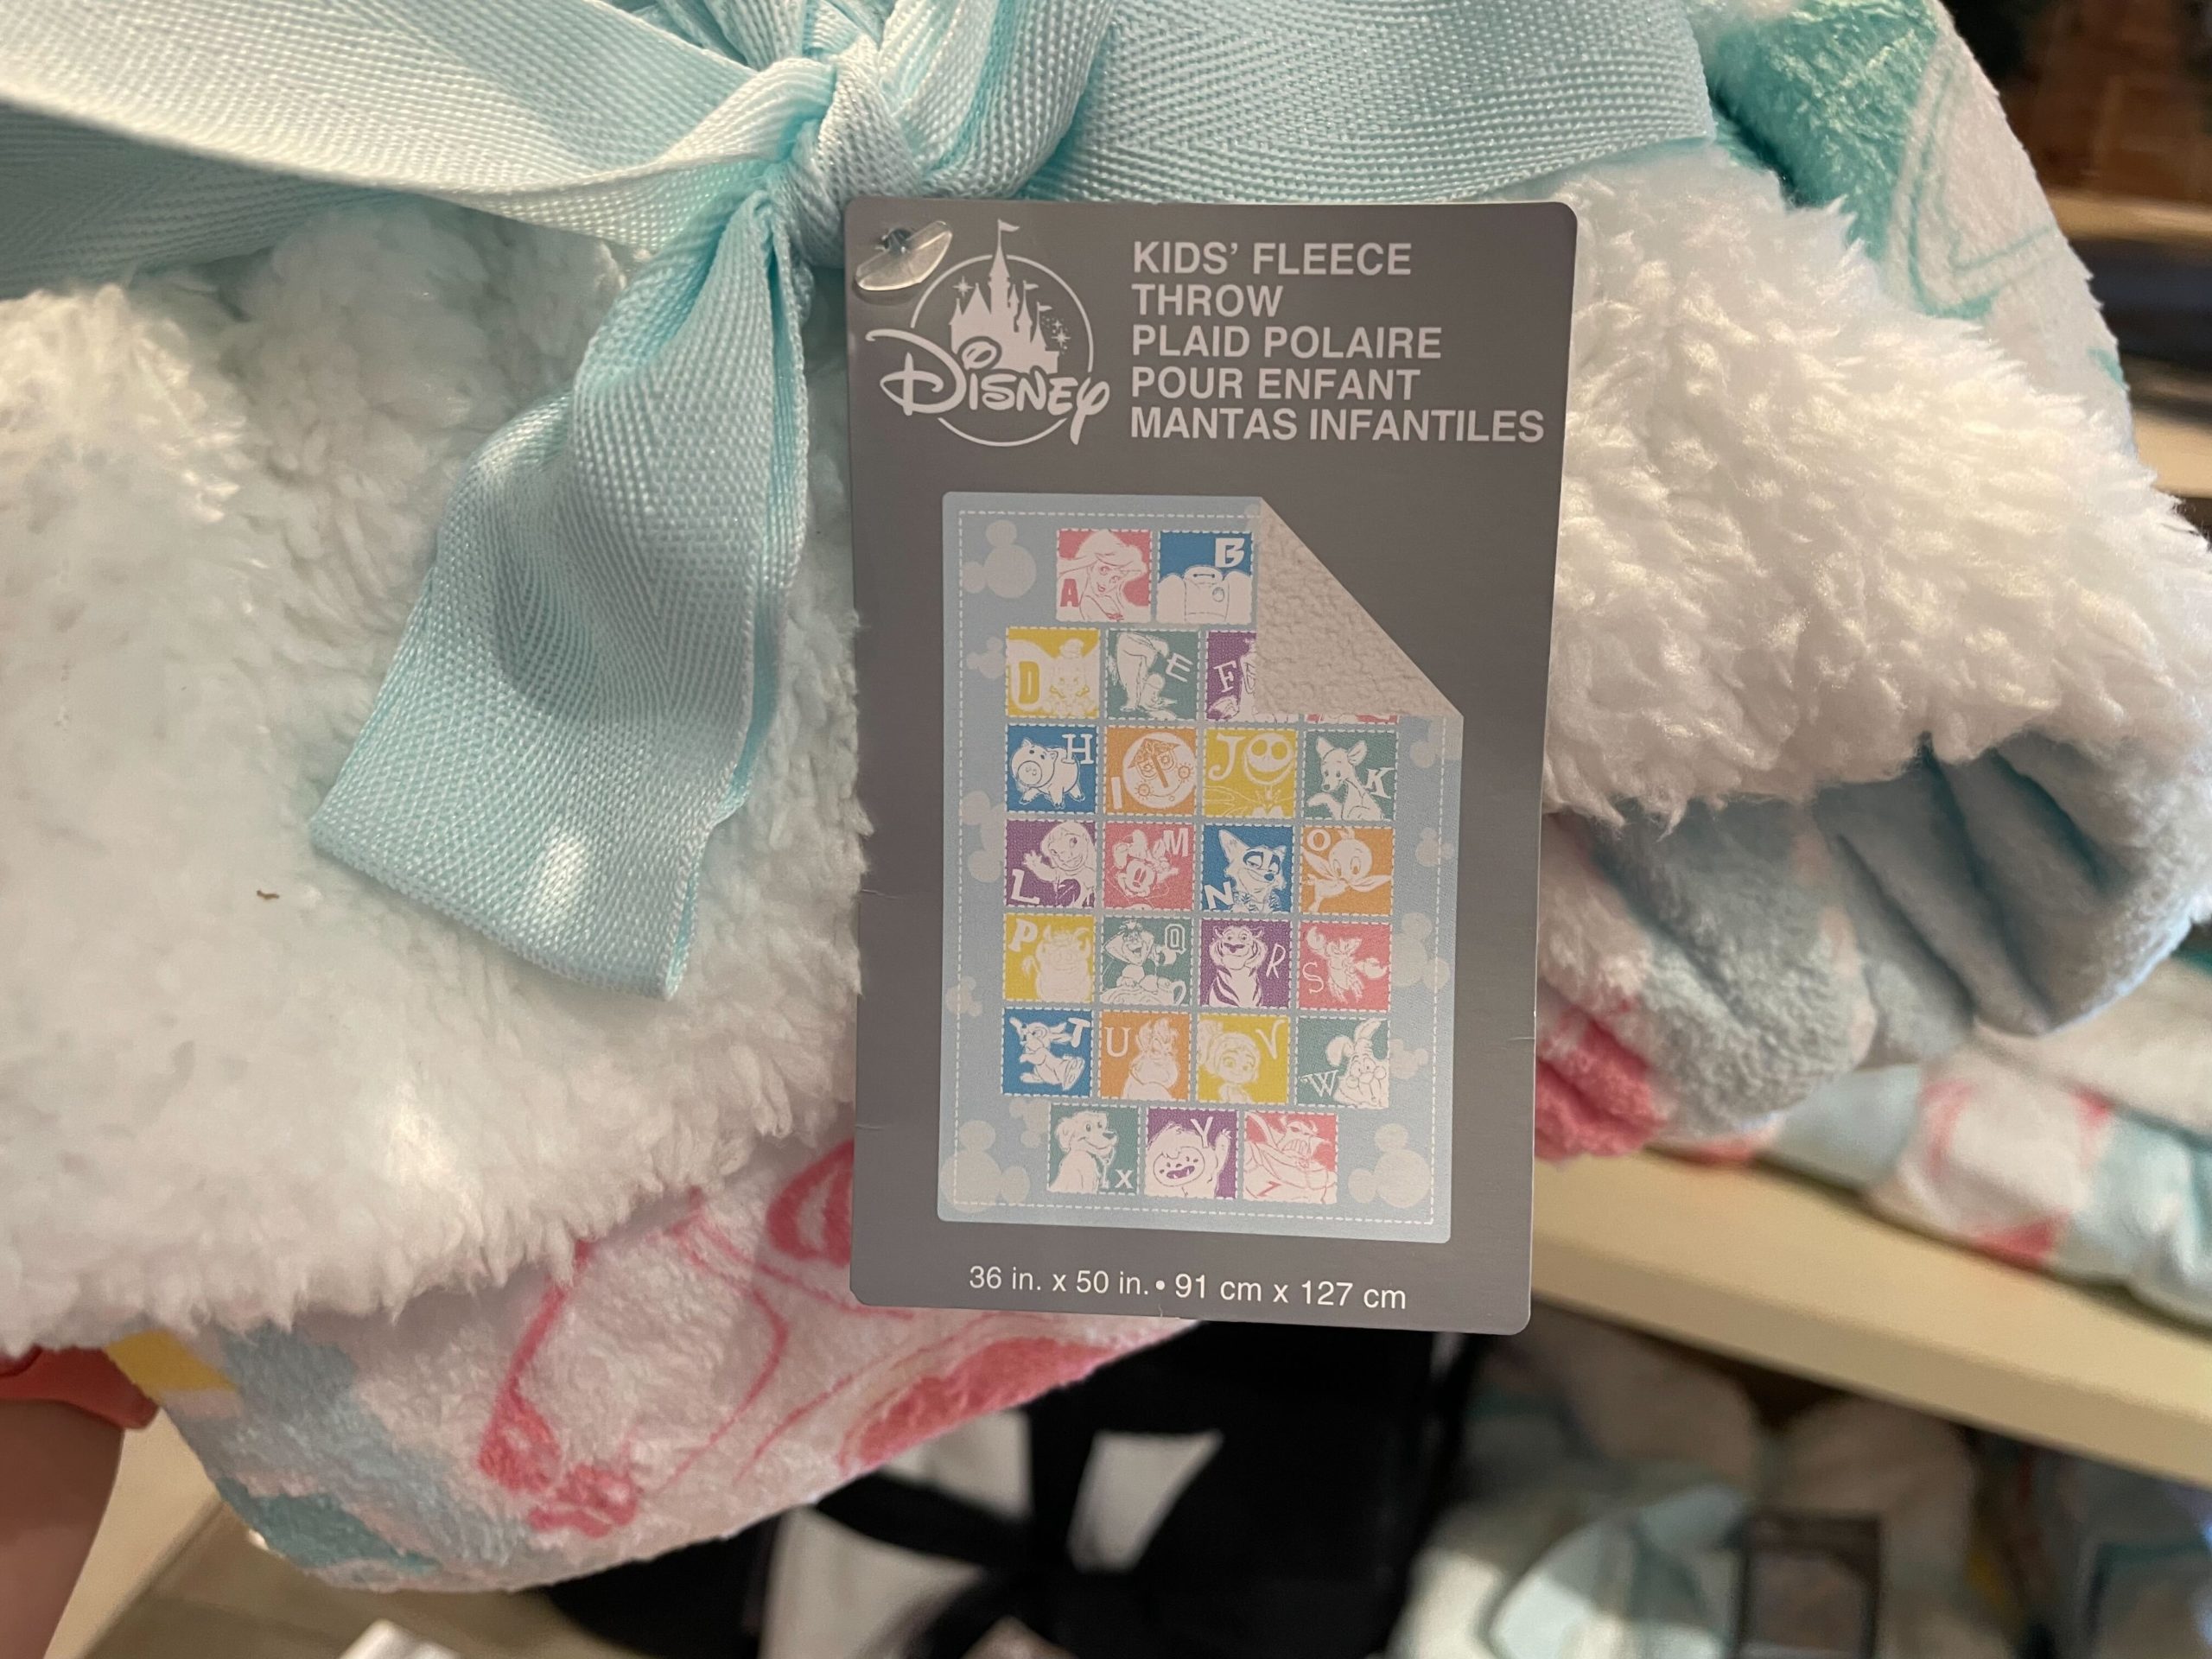 Disney
KIDS' FLEECE
THROW
PLAID POLAIRE
POUR ENFANT
MANTAS INFANTILES
A B
D E F
H I J K
L M N O
P Q R S
T U V W
X Y Z
36 in. x 50 in. • 91 cm x 127 cm